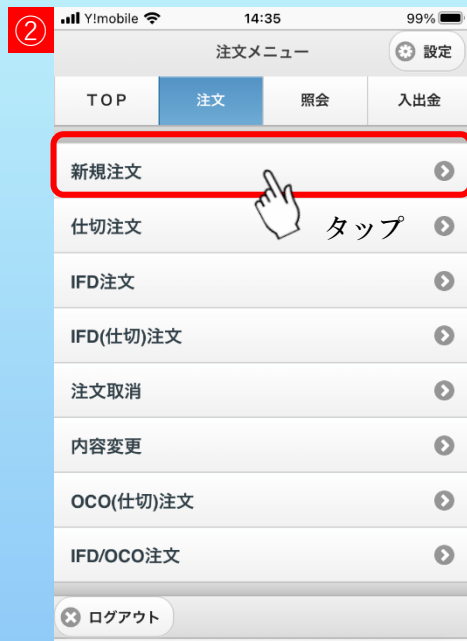 ②
Y!mobile 14:35 99%
注文メニュー
設定
TOP 注文 照会 入出金
新規注文
タップ
仕切注文
IFD注文
IFD(仕切)注文
注文取消
内容変更
OCO(仕切)注文
IFD/OCO注文
ログアウト